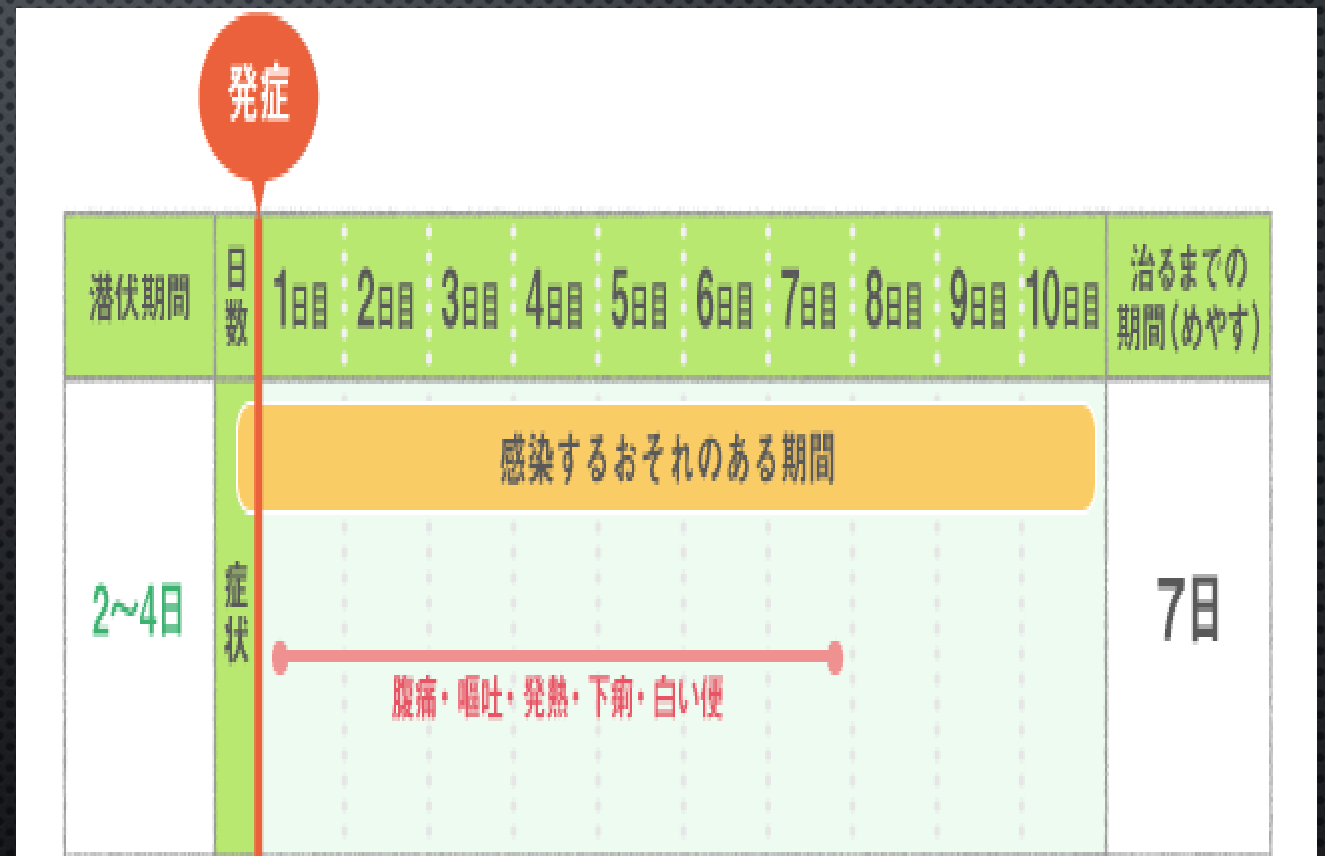 発症
潜伏期間
日数
1日目
2日目
3日目
4日目
5日目
6日目
7日目
8日目
9日目
10日目
治るまでの
期間(めやす)
感染するおそれのある期間
2〜4日
症状
7日
腹痛・嘔吐・発熱・下痢・白い便